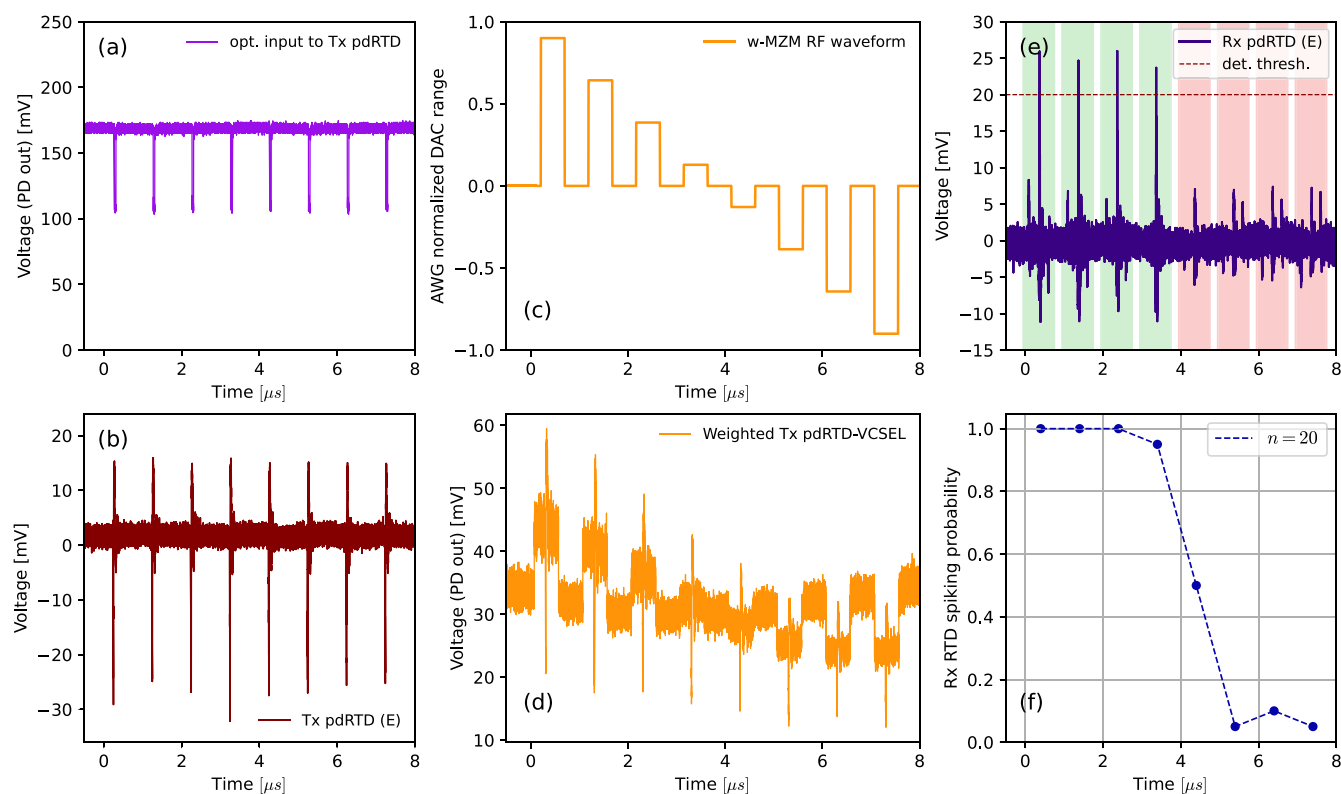 (a)
opt. input to Tx pdRTD
Voltage (PD out) [mV]
250
200
150
100
50
0
0 2 4 6 8
Time [μs]
(c)
w-MZM RF waveform
AWG normalized DAC range
1.0
0.5
0.0
−0.5
−1.0
0 2 4 6 8
Time [μs]
(e)
Rx pdRTD (E)
det. thresh.
Voltage [mV]
30
25
20
15
10
5
0
−5
−10
−15
0 2 4 6 8
Time [μs]
(b)
Tx pdRTD (E)
Voltage [mV]
20
10
0
−10
−20
−30
0 2 4 6 8
Time [μs]
(d)
Weighted Tx pdRTD-VCSEL
Voltage (PD out) [mV]
60
50
40
30
20
10
0 2 4 6 8
Time [μs]
(f)
n = 20
Rx RTD spiking probability
1.0
0.8
0.6
0.4
0.2
0.0
0 2 4 6 8
Time [μs]